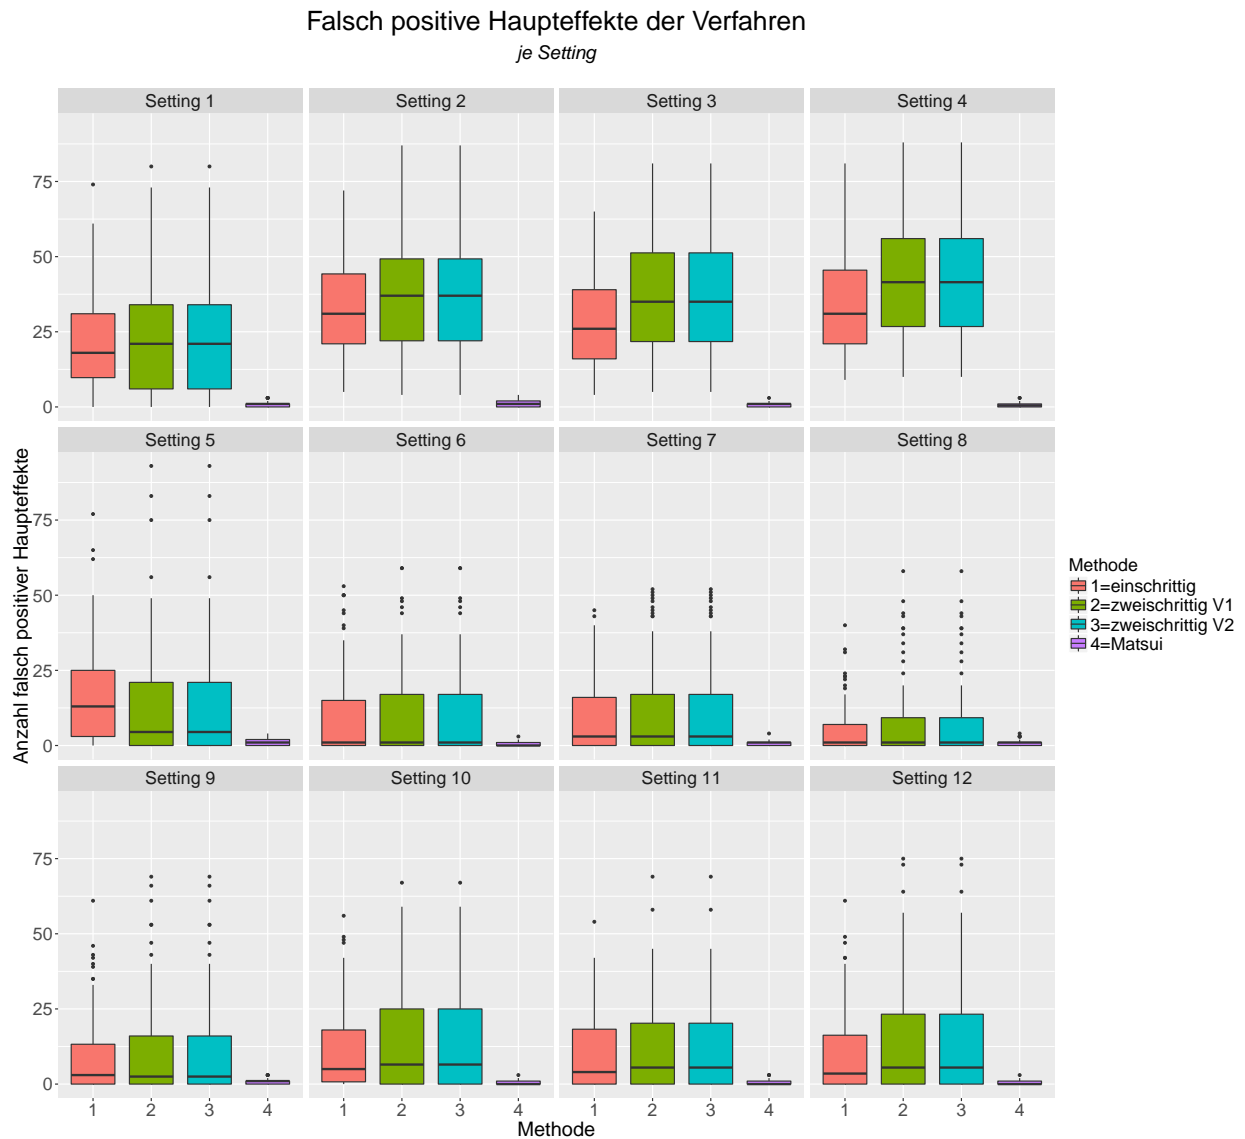 Falsch positive Haupteffekte der Verfahren
je Setting
Setting 1 Setting 2 Setting 3 Setting 4
75
50
25
0
Setting 5 Setting 6 Setting 7 Setting 8
75
50
25
0
Setting 9 Setting 10 Setting 11 Setting 12
75
50
25
0
1 2 3 4 1 2 3 4 1 2 3 4 1 2 3 4
Methode
Anzahl falsch positiver Haupteffekte
Methode
1=einschrittig
2=zweischrittig V1
3=zweischrittig V2
4=Matsui